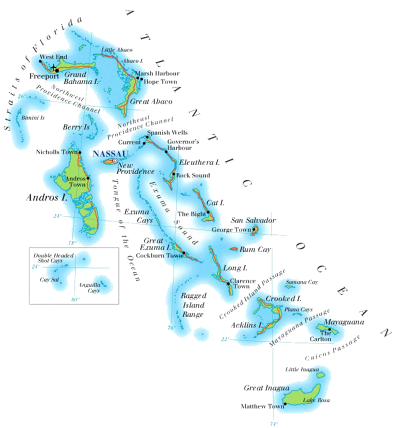 ATLANTIC OCEAN
Straits of Florida
West End
Freeport
Grand
Bahama I.
Little Abaco
Abaco I.
Marsh Harbour
Hope Town
Great Abaco
Northwest
Providence Channel
26°
Bimini Is
Berry Is
Northeast
Providence Channel
Spanish Wells
Current
Governor's
Harbour
Eleuthera I.
Nicholls Town
NASSAU
New
Providence
Rock Sound
Andros
Town
Andros I.
Tongue of the Ocean
Exuma Sound
Exuma
Cays
Cat I.
The Bight
24°
78°
San Salvador
George Town
Great
Exuma I.
Cockburn Town
Rum Cay
Long I.
Clarence
Town
Double Headed
Shot Cays
24°
Cay Sal
Anguilla
Cays
80°
Ragged
Island
Range
76°
Crooked Island Passage
Samana Cay
Crooked I.
Plana Cays
Acklins I.
Mayaguana Passage
Mayaguana
The
Carlton
22°
Caicos Passage
Little Inagua
Great Inagua
Lake Rosa
Matthew Town
74°